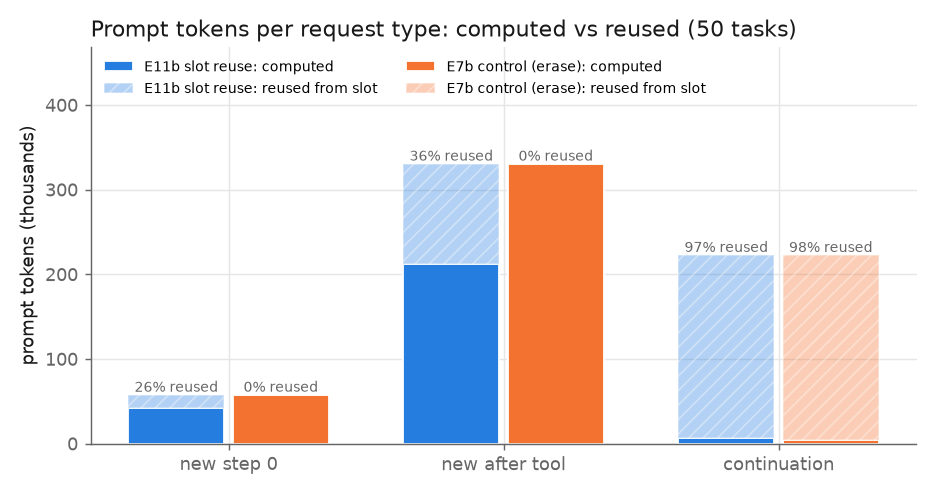 Prompt tokens per request type: computed vs reused (50 tasks)
E11b slot reuse: computed
E11b slot reuse: reused from slot
E7b control (erase): computed
E7b control (erase): reused from slot
prompt tokens (thousands)
400
300
200
100
0
26% reused
0% reused
36% reused
0% reused
97% reused
98% reused
new step 0
new after tool
continuation